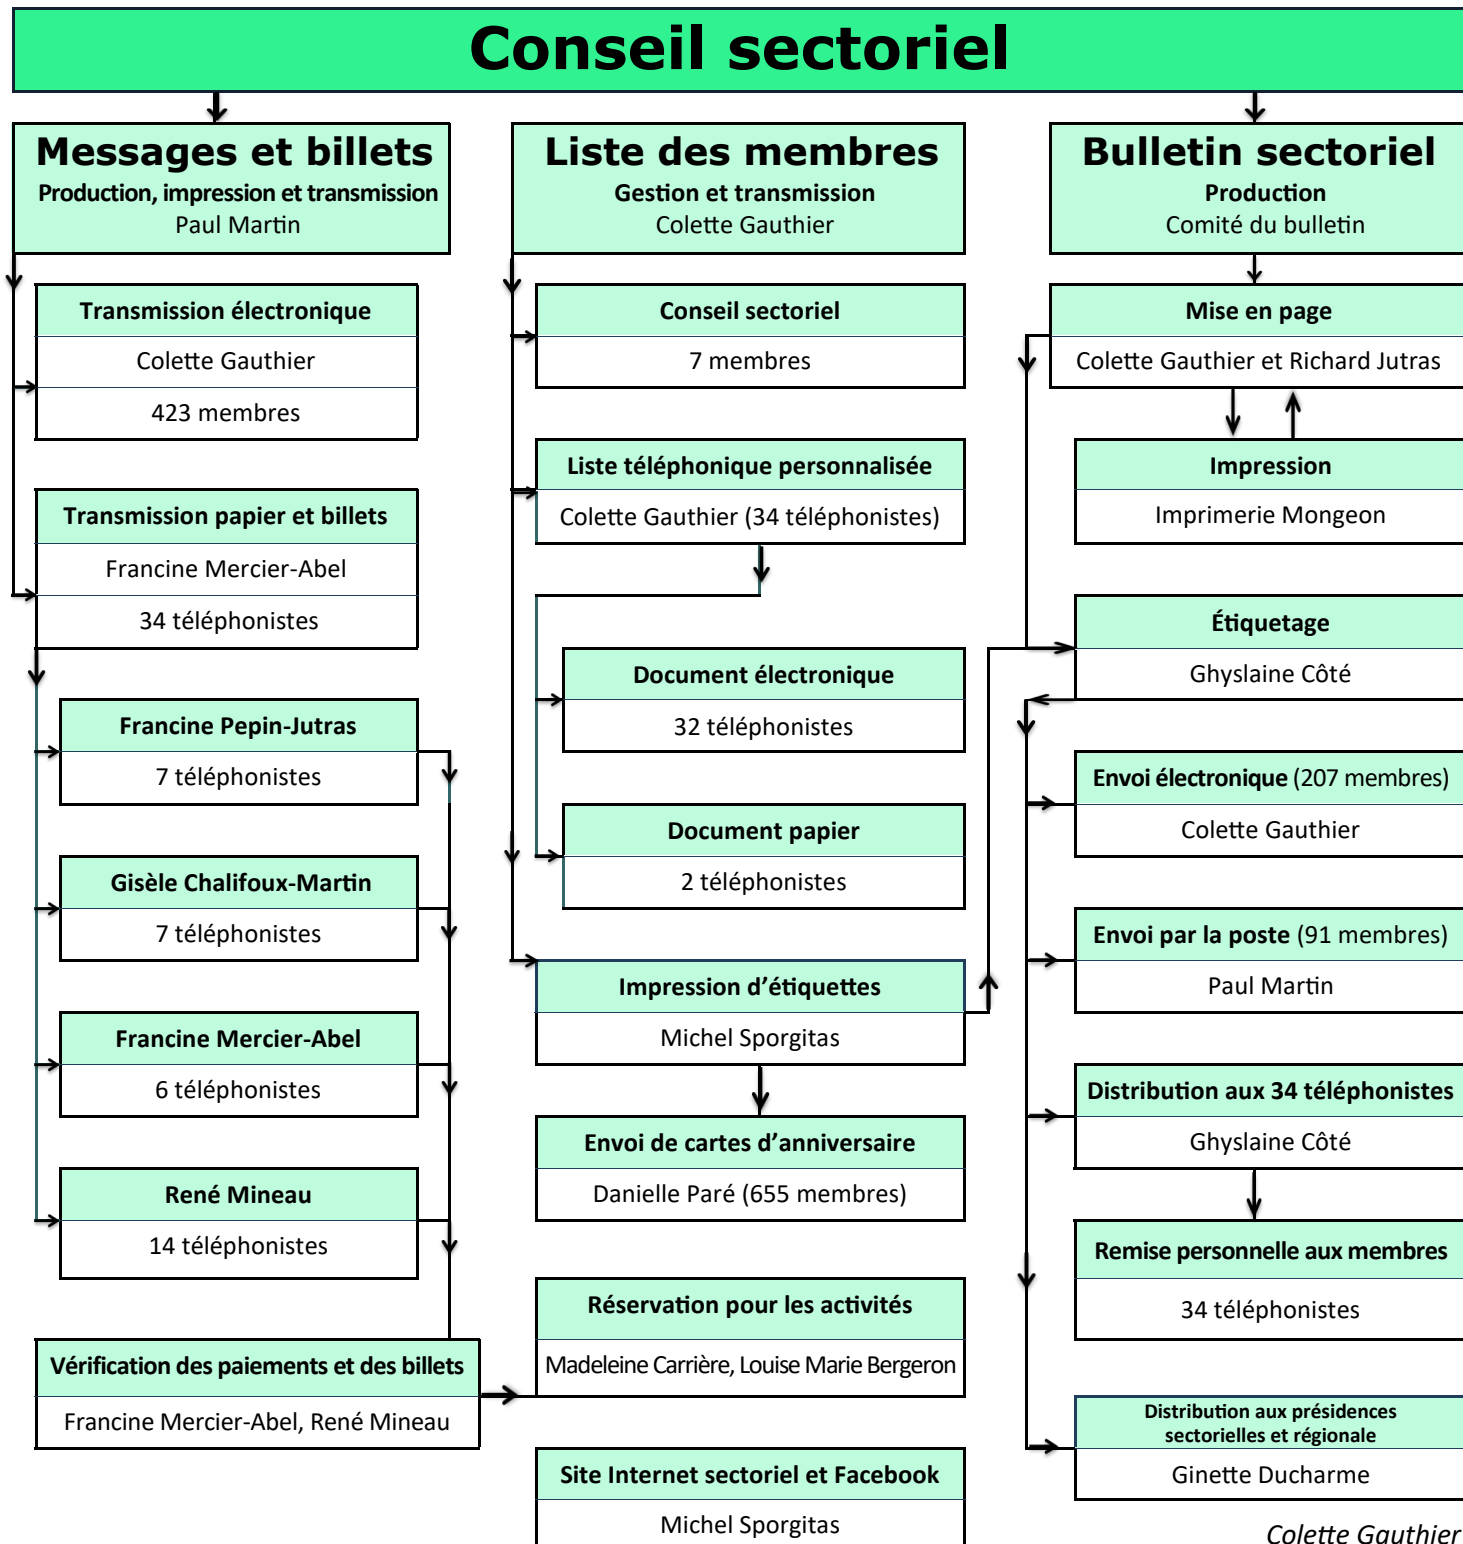 Conseil sectoriel
Messages et billets
Production, impression et transmission
Paul Martin
Transmission électronique
Colette Gauthier
423 membres
Transmission papier et billets
Francine Mercier-Abel
34 téléphonistes
Francine Pepin-Jutras
7 téléphonistes
Gisèle Chalifoux-Martin
7 téléphonistes
Francine Mercier-Abel
6 téléphonistes
René Mineau
14 téléphonistes
Vérification des paiements et des billets
Francine Mercier-Abel, René Mineau
Liste des membres
Gestion et transmission
Colette Gauthier
Conseil sectoriel
7 membres
Liste téléphonique personnalisée
Colette Gauthier (34 téléphonistes)
Document électronique
32 téléphonistes
Document papier
2 téléphonistes
Impression d’étiquettes
Michel Sporgitas
Envoi de cartes d’anniversaire
Danielle Paré (655 membres)
Réservation pour les activités
Madeleine Carrière, Louise Marie Bergeron
Site Internet sectoriel et Facebook
Michel Sporgitas
Bulletin sectoriel
Production
Comité du bulletin
Mise en page
Colette Gauthier et Richard Jutras
Impression
Imprimerie Mongeon
Étiquetage
Ghyslaine Côté
Envoi électronique (207 membres)
Colette Gauthier
Envoi par la poste (91 membres)
Paul Martin
Distribution aux 34 téléphonistes
Ghyslaine Côté
Remise personnelle aux membres
34 téléphonistes
Distribution aux présidences
sectorielles et régionale
Ginette Ducharme
Colette Gauthier